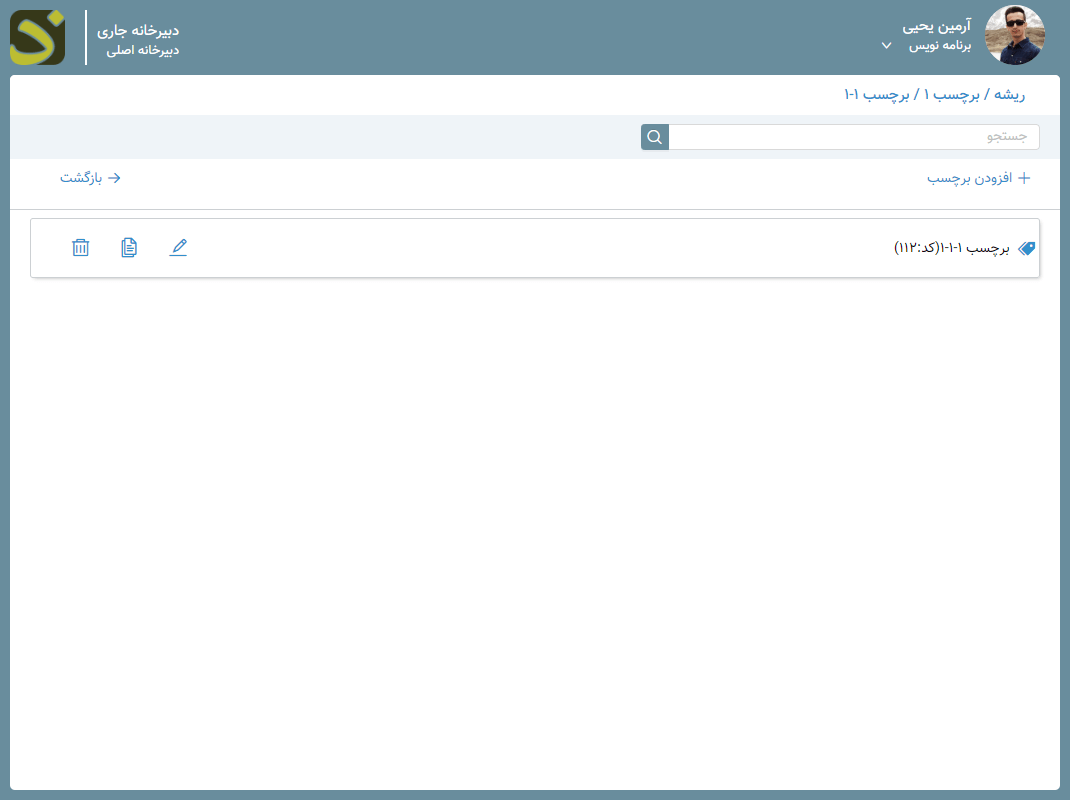 آرمین یحیی
برنامه نویس
دبیرخانه جاری
دبیرخانه اصلی
ریشه / برچسب ۱ / برچسب ۱-۱
جستجو
افزودن برچسب
بازگشت
برچسب ۱-۱-۱(کد:۱۱۲)